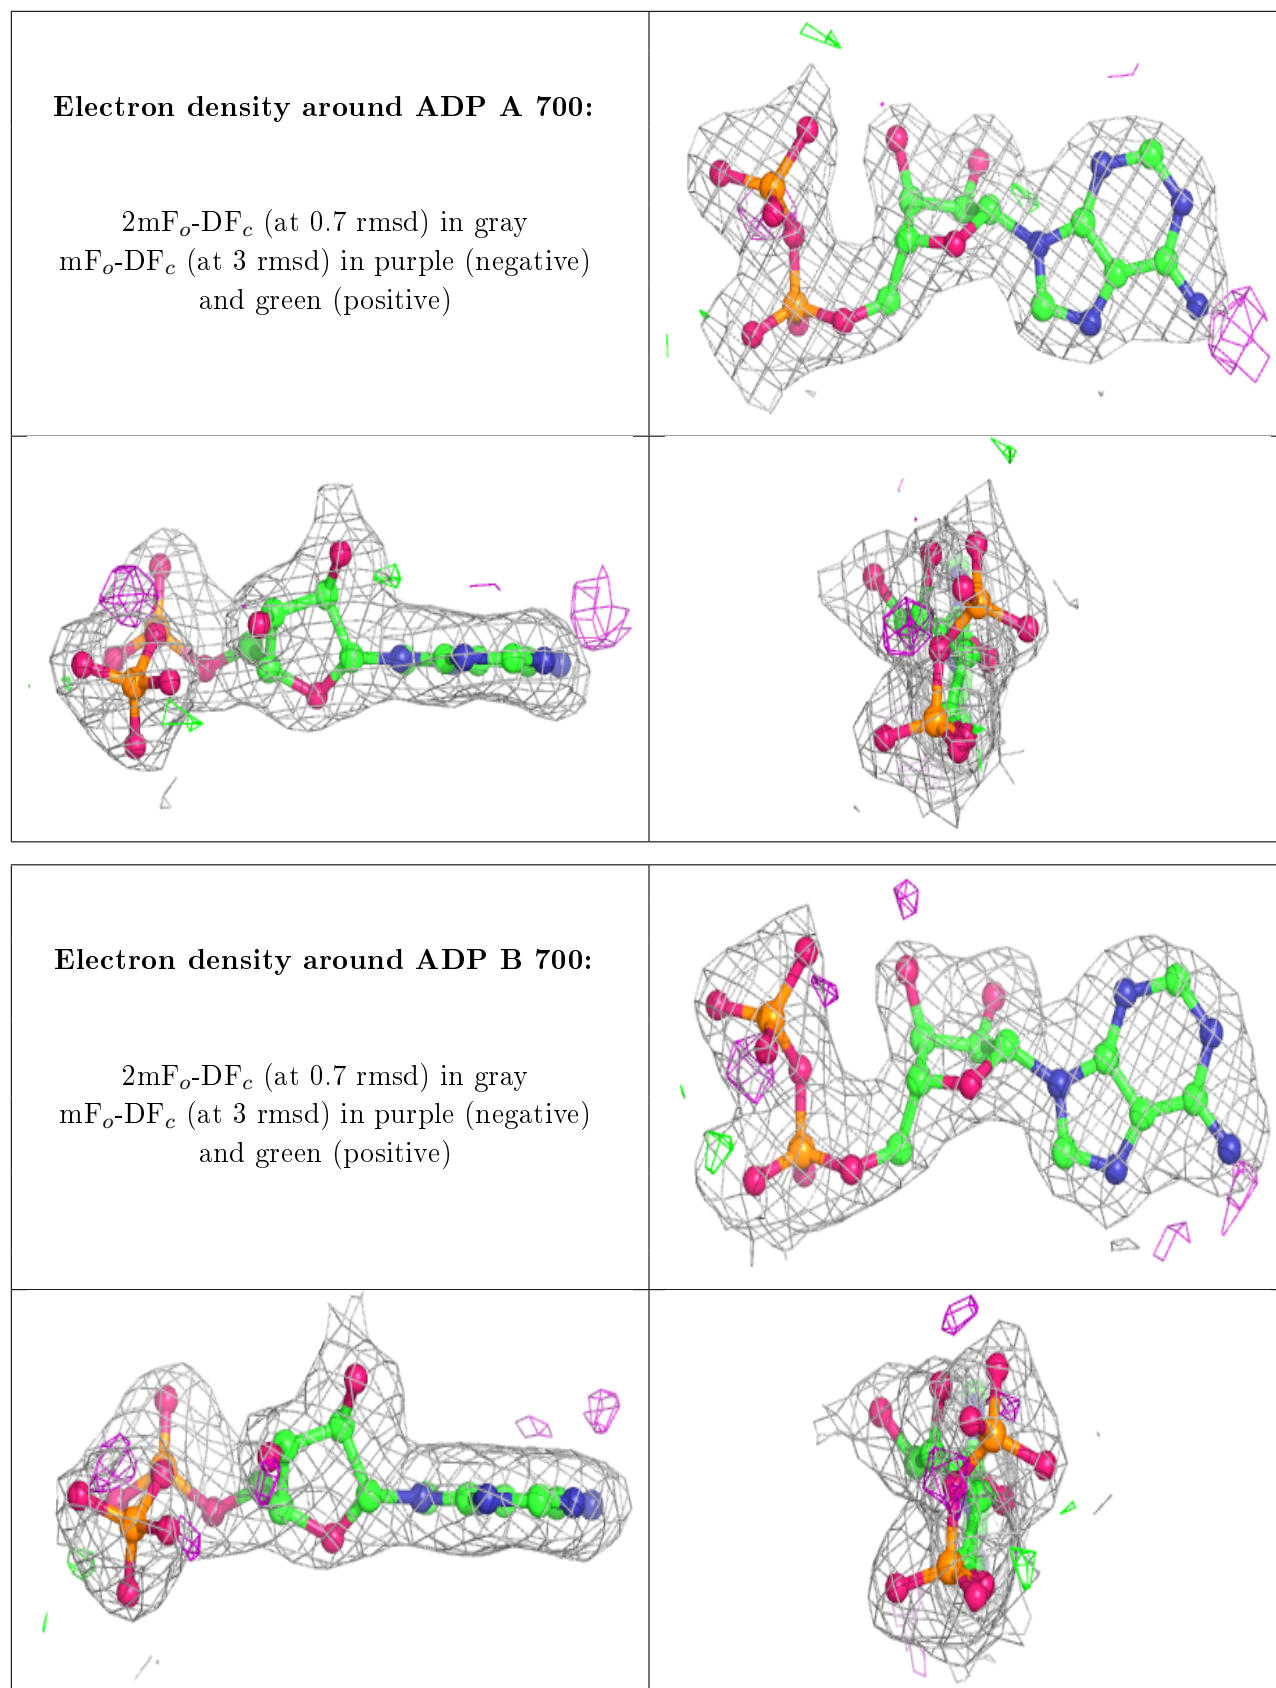 Electron density around ADP A 700:
2mFₒ-DF𝒸 (at 0.7 rmsd) in gray
mFₒ-DF𝒸 (at 3 rmsd) in purple (negative)
and green (positive)
Electron density around ADP B 700:
2mFₒ-DF𝒸 (at 0.7 rmsd) in gray
mFₒ-DF𝒸 (at 3 rmsd) in purple (negative)
and green (positive)